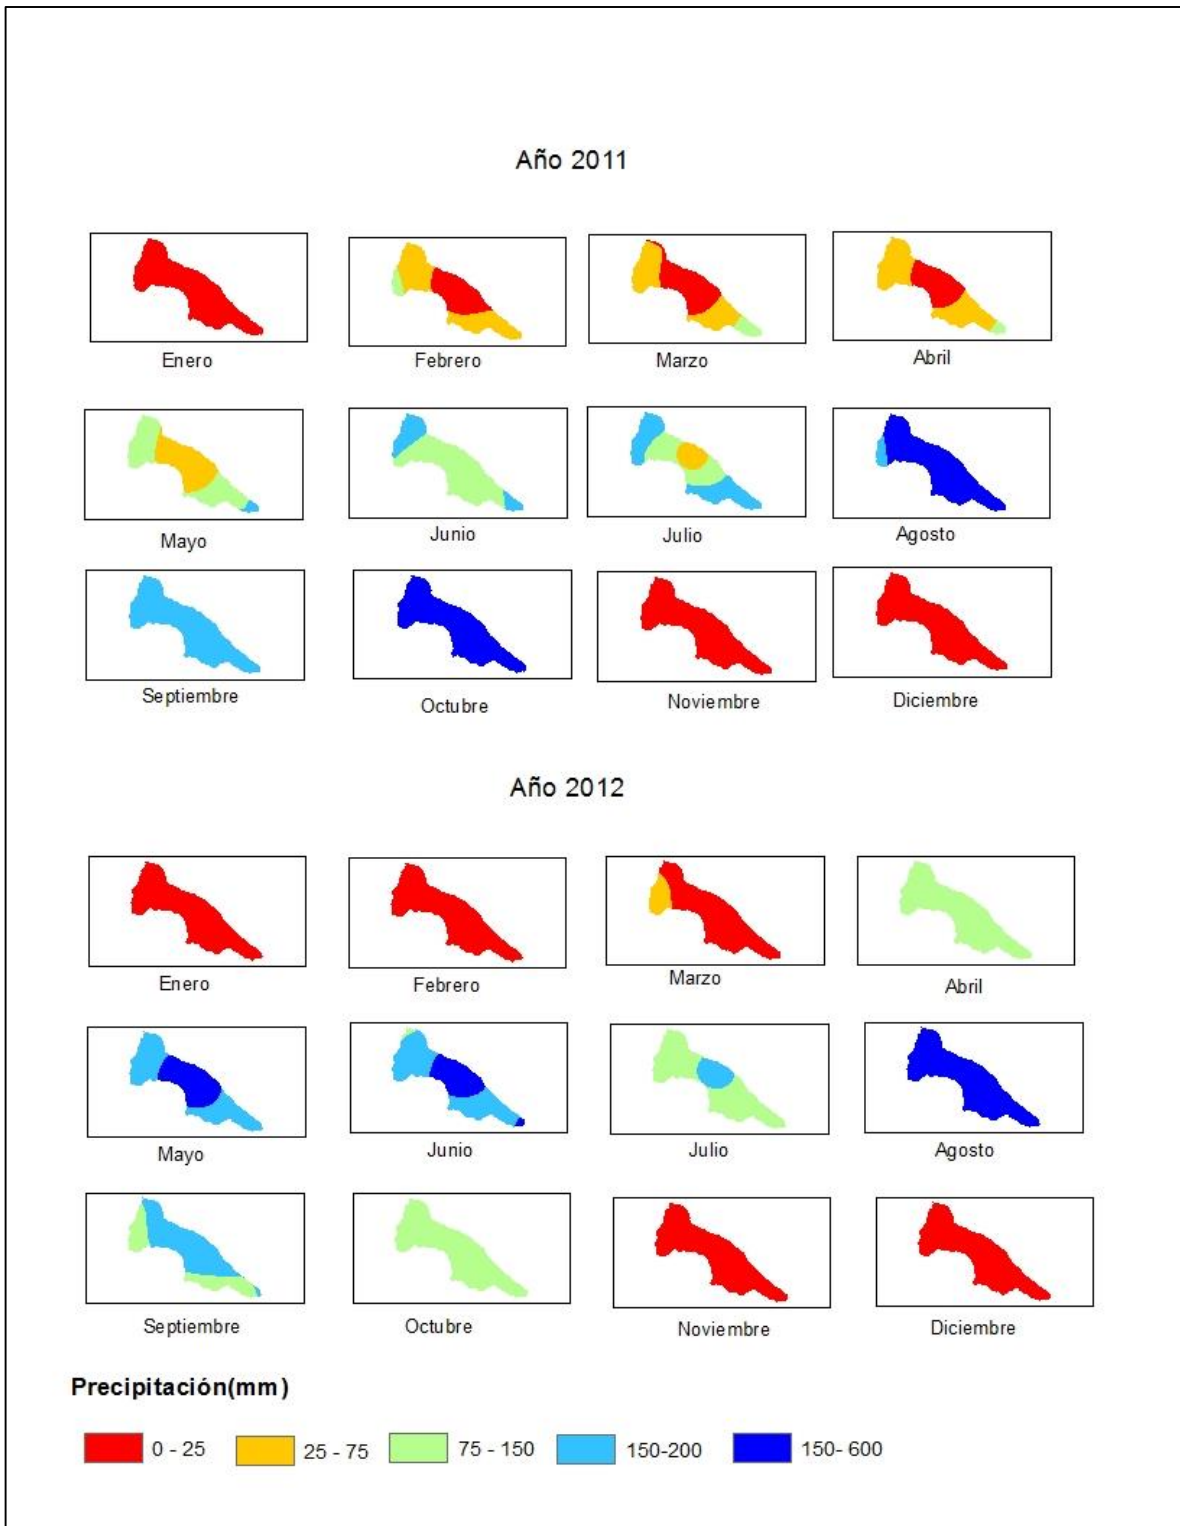 Año 2011
Enero
Febrero
Marzo
Abril
Mayo
Junio
Julio
Agosto
Septiembre
Octubre
Noviembre
Diciembre
Año 2012
Enero
Febrero
Marzo
Abril
Mayo
Junio
Julio
Agosto
Septiembre
Octubre
Noviembre
Diciembre
Precipitación(mm)
0 - 25
25 - 75
75 - 150
150-200
150- 600